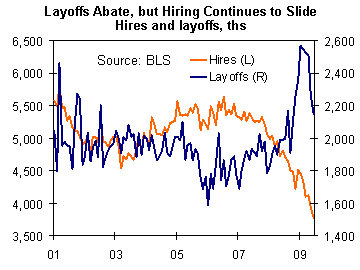 Layoffs Abate, but Hiring Continues to Slide
Hires and layoffs, ths
6,500 2,600
Source: BLS Hires (L)
Layoffs (R)
6,000 2,400
5,500 2,200
5,000 2,000
4,500 1,800
4,000 1,600
3,500 1,400
01 03 05 07 09